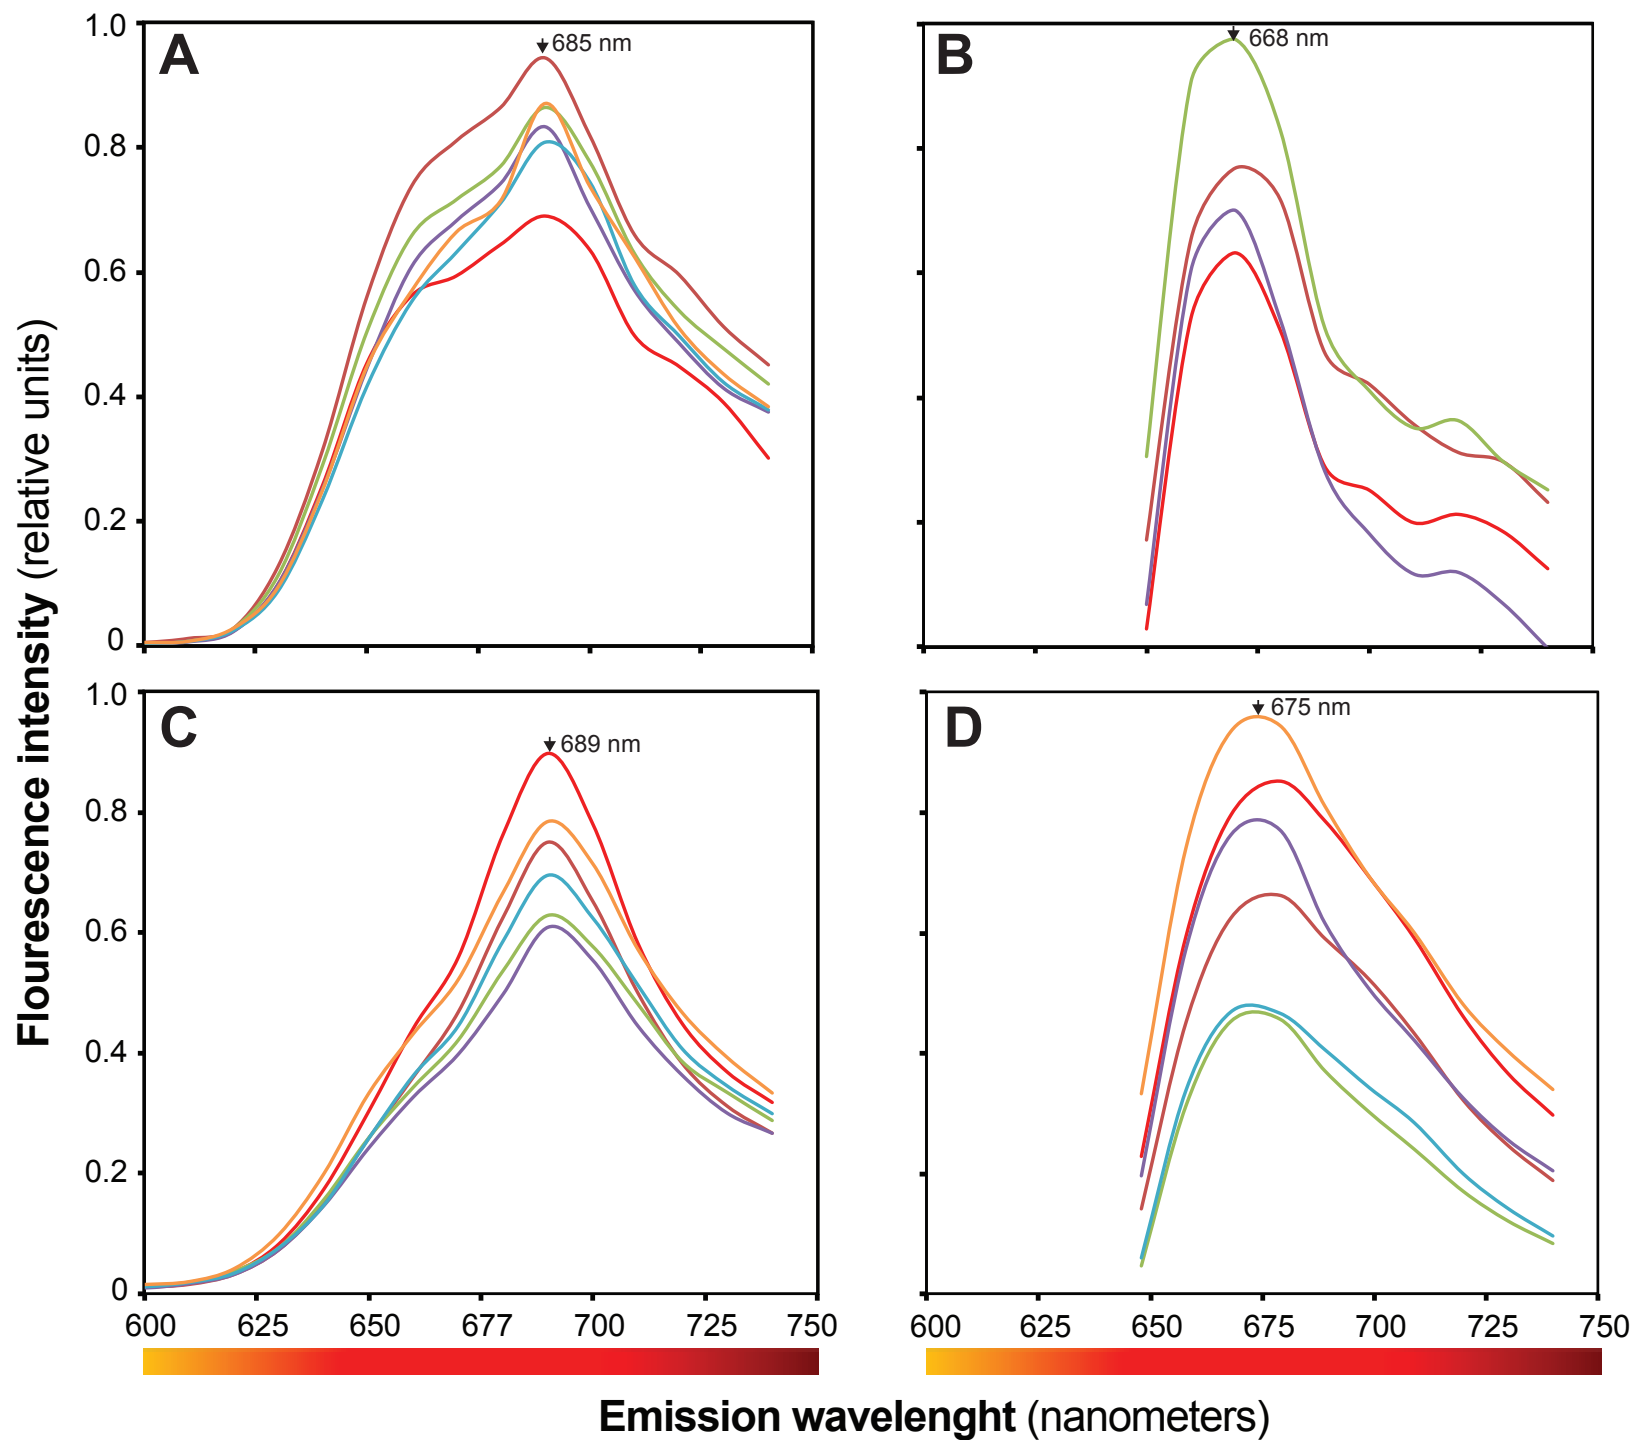 Flourescence intensity (relative units)
A
685 nm
1.0
0.8
0.6
0.4
0.2
0
B
668 nm
C
689 nm
1.0
0.8
0.6
0.4
0.2
0
600 625 650 677 700 725 750
D
675 nm
600 625 650 675 700 725 750
Emission wavelenght (nanometers)